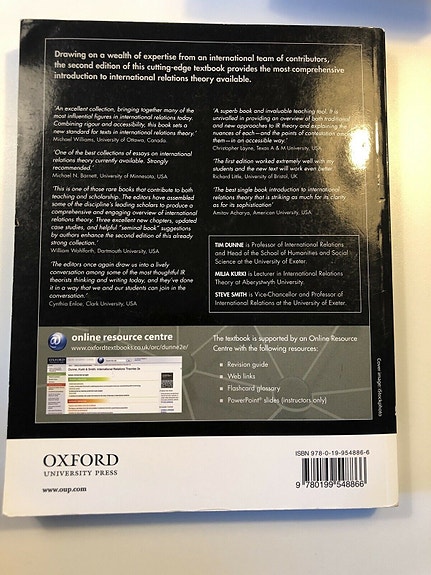 Drawing on a wealth of expertise from an international team of contributors,
the second edition of this cutting-edge textbook provides the most comprehensive
introduction to international relations theory available.
'An excellent collection, bringing together many of the
most influential figures in international relations today.
Combining rigour and accessibility, this book sets a
new standard for texts in international relations theory.'
Michael Williams, University of Ottawa, Canada.
'One of the best collections of essays on international
relations theory currently available. Strongly
recommended.'
Michael N. Barnett, University of Minnesota, USA
'This is one of those rare books that contribute to both
teaching and scholarship. The editors have assembled
some of the discipline's leading scholars to produce a
comprehensive and engaging overview of international
relations theory. Three excellent new chapters, updated
case studies, and helpful "seminal book" suggestions
by authors enhance the second edition of this already
strong collection.'
William Wohlforth, Dartmouth University, USA
'The editors once again draw us into a lively
conversation among some of the most thoughtful IR
theorists thinking and writing today, and they've done
it in a way that we and our students can join in the
conversation.'
Cynthia Enloe, Clark University, USA
'A superb book and invaluable teaching tool. It is
unrivalled in providing an overview of both traditional
and new approaches to IR theory and explaining the
nuances of each—and the points of contestation among
them—in an accessible way.'
Christopher Layne, Texas A & M University, USA
'The first edition worked extremely well with my
students and the new text will work even better.'
Richard Little, University of Bristol, UK
'The best single book introduction to international
relations theory that is striking as much for its clarity
as for its sophistication'
Amitav Acharya, American University, USA
TIM DUNNE is Professor of International Relations
and Head of the School of Humanities and Social
Science at the University of Exeter.
MILJA KURKI is Lecturer in International Relations
Theory at Aberystwyth University.
STEVE SMITH is Vice-Chancellor and Professor of
International Relations at the University of Exeter.
online resource centre
www.oxfordtextbooks.co.uk/orc/dunne2e/
Dunne, Kurki & Smith: International Relations Theories 2e
The textbook is supported by an Online Resource
Centre with the following resources:
Revision guide
Web links
Flashcard glossary
PowerPoint® slides (instructors only)
Cover image: iStockphoto
OXFORD
UNIVERSITY PRESS
www.oup.com
ISBN 978-0-19-954886-6
9 780199 548866